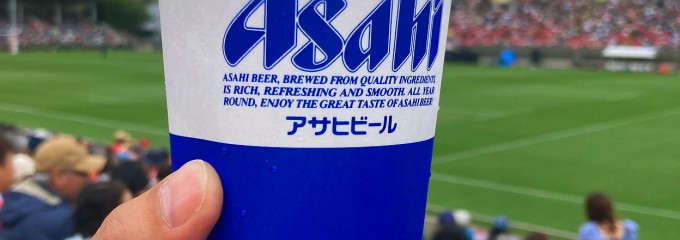 Asahi
ASAHI BEER, BREWED FROM QUALITY INGREDIENTS,
IS RICH, REFRESHING AND SMOOTH. ALL YEAR
ROUND, ENJOY THE GREAT TASTE OF ASAHI BEER.
アサヒビール